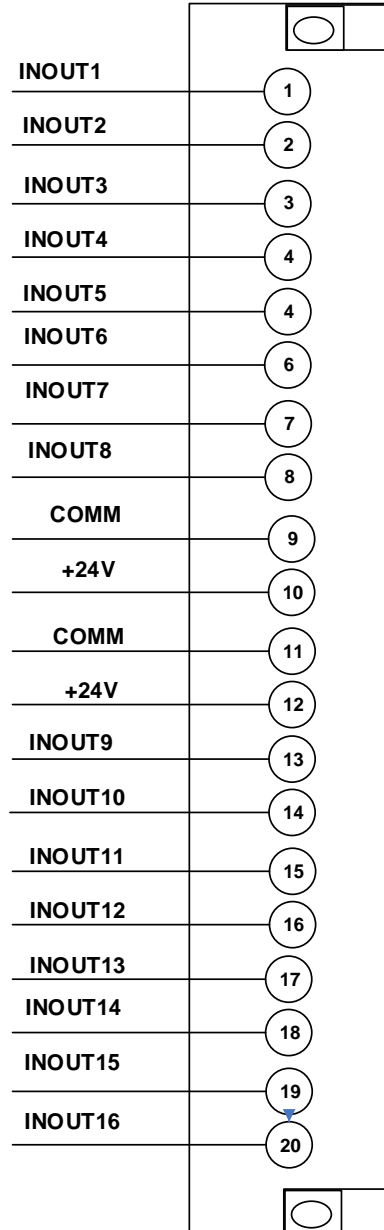 INOUT1 1
INOUT2 2
INOUT3 3
INOUT4 4
INOUT5 4
INOUT6 6
INOUT7 7
INOUT8 8
COMM 9
+24V 10
COMM 11
+24V 12
INOUT9 13
INOUT10 14
INOUT11 15
INOUT12 16
INOUT13 17
INOUT14 18
INOUT15 19
INOUT16 20